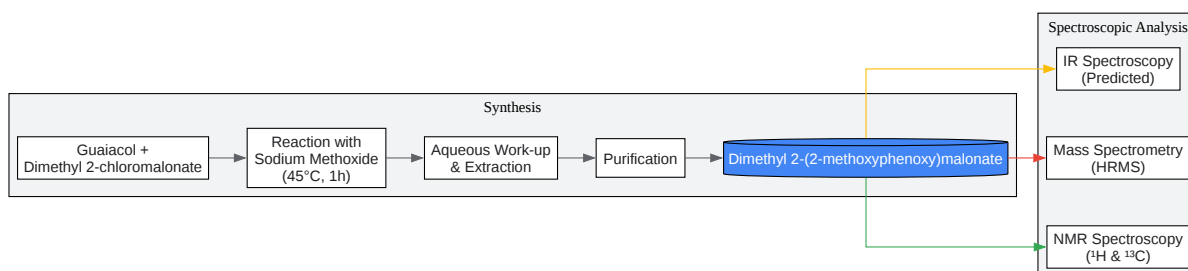 Synthesis
Guaiacol +
Dimethyl 2-chloromalonate
Reaction with
Sodium Methoxide
(45°C, 1h)
Aqueous Work-up
& Extraction
Purification
Dimethyl 2-(2-methoxyphenoxy)malonate
Spectroscopic Analysis
IR Spectroscopy
(Predicted)
Mass Spectrometry
(HRMS)
NMR Spectroscopy
(¹H & ¹³C)